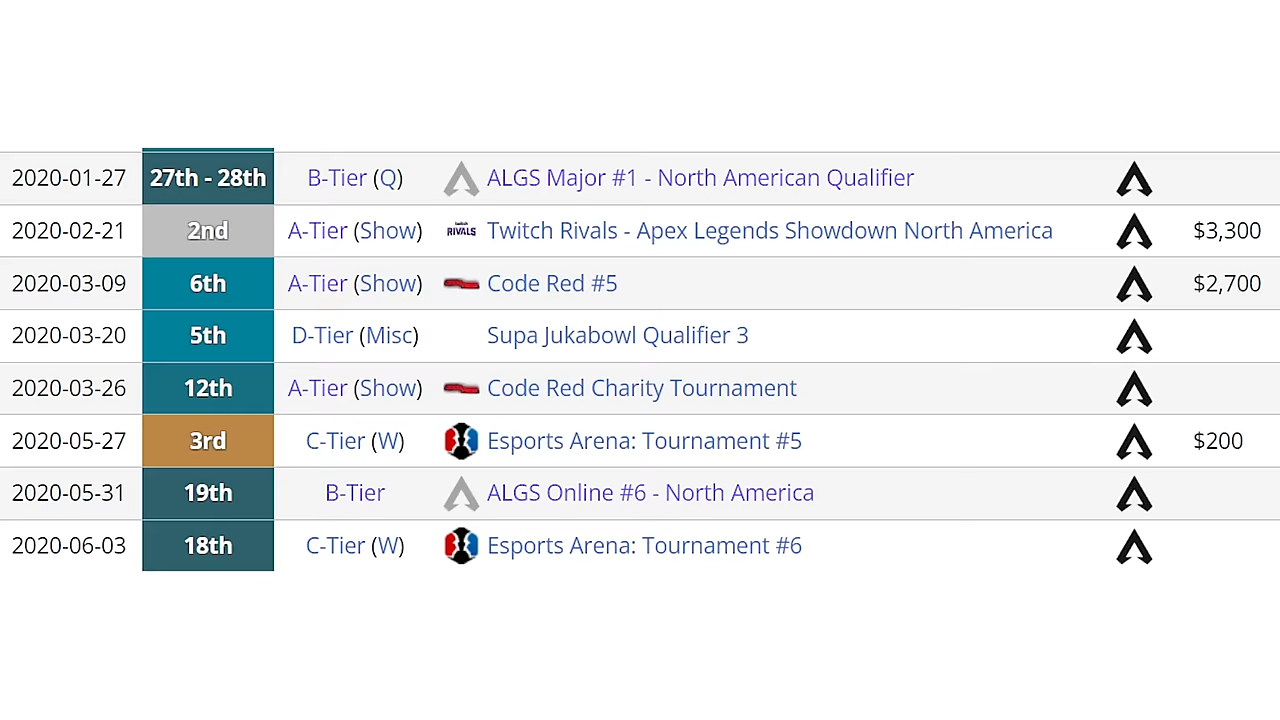 2020-01-27 27th - 28th B-Tier (Q) ALGS Major #1 - North American Qualifier
2020-02-21 2nd A-Tier (Show) twitch RIVALS Twitch Rivals - Apex Legends Showdown North America $3,300
2020-03-09 6th A-Tier (Show) Code Red #5 $2,700
2020-03-20 5th D-Tier (Misc) Supa Jukabowl Qualifier 3
2020-03-26 12th A-Tier (Show) Code Red Charity Tournament
2020-05-27 3rd C-Tier (W) Esports Arena: Tournament #5 $200
2020-05-31 19th B-Tier ALGS Online #6 - North America
2020-06-03 18th C-Tier (W) Esports Arena: Tournament #6